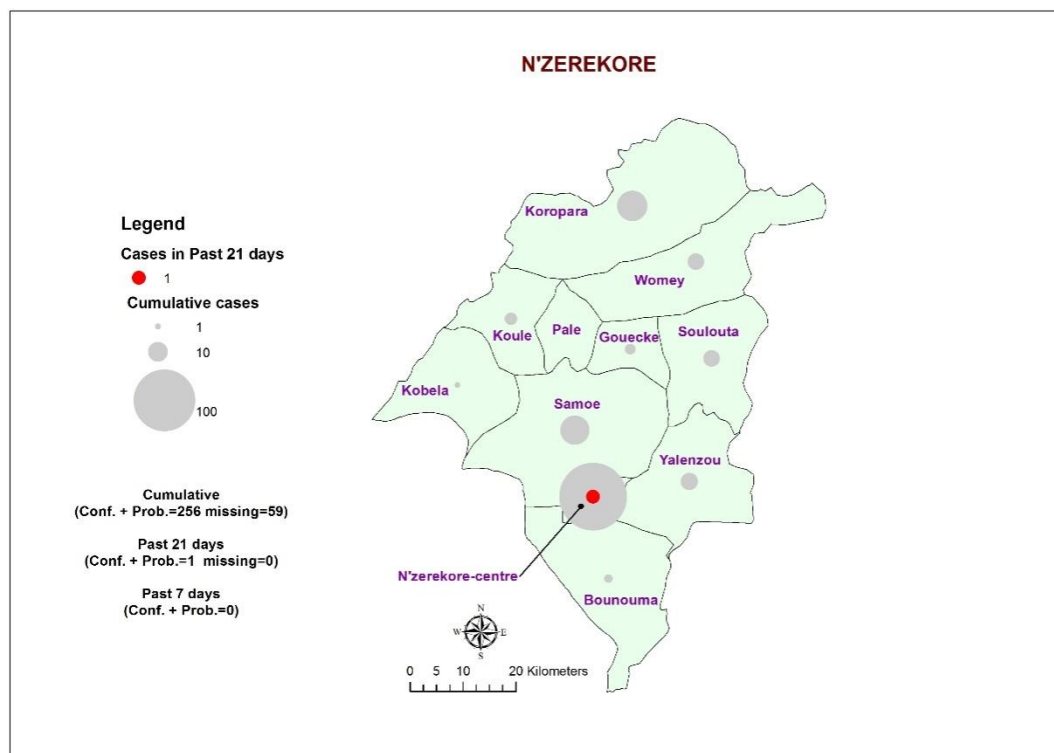 N'ZEREKORE
Legend
Cases in Past 21 days
1
Cumulative cases
1
10
100
Cumulative
(Conf. + Prob.=256 missing=59)
Past 21 days
(Conf. + Prob.=1 missing=0)
Past 7 days
(Conf. + Prob.=0)
Koropara
Womey
Koule
Pale
Gouecke
Soulouta
Kobela
Samoe
Yalenzou
N'zerekore-centre
Bounouma
N
W
E
S
0 5 10 20 Kilometers